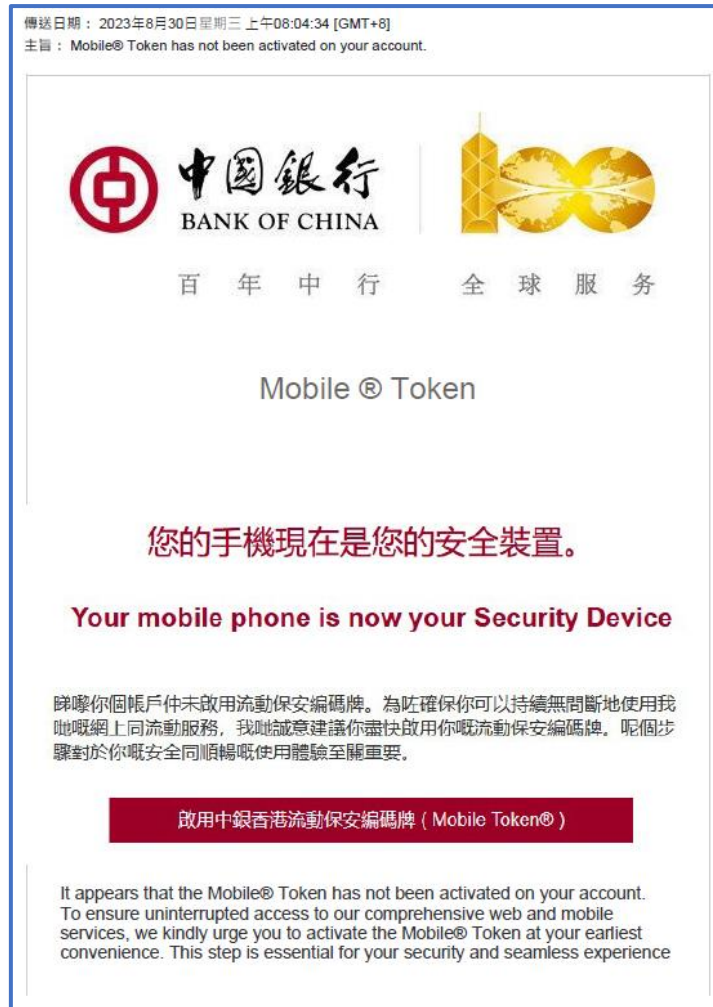 傳送日期： 2023年8月30日星期三 上午08:04:34 [GMT+8]
主旨： Mobile® Token has not been activated on your account.
中國銀行
BANK OF CHINA
百年中行 全球服务
Mobile ® Token
您的手機現在是您的安全裝置。
Your mobile phone is now your Security Device
睇嚟你個帳戶仲未啟用流動保安編碼牌。為咗確保你可以持續無間斷地使用我
哋嘅網上同流動服務，我哋誠意建議你盡快啟用你嘅流動保安編碼牌。呢個步
驟對於你嘅安全同順暢嘅使用體驗至關重要。
啟用中銀香港流動保安編碼牌 ( Mobile Token® )
It appears that the Mobile® Token has not been activated on your account.
To ensure uninterrupted access to our comprehensive web and mobile
services, we kindly urge you to activate the Mobile® Token at your earliest
convenience. This step is essential for your security and seamless experience